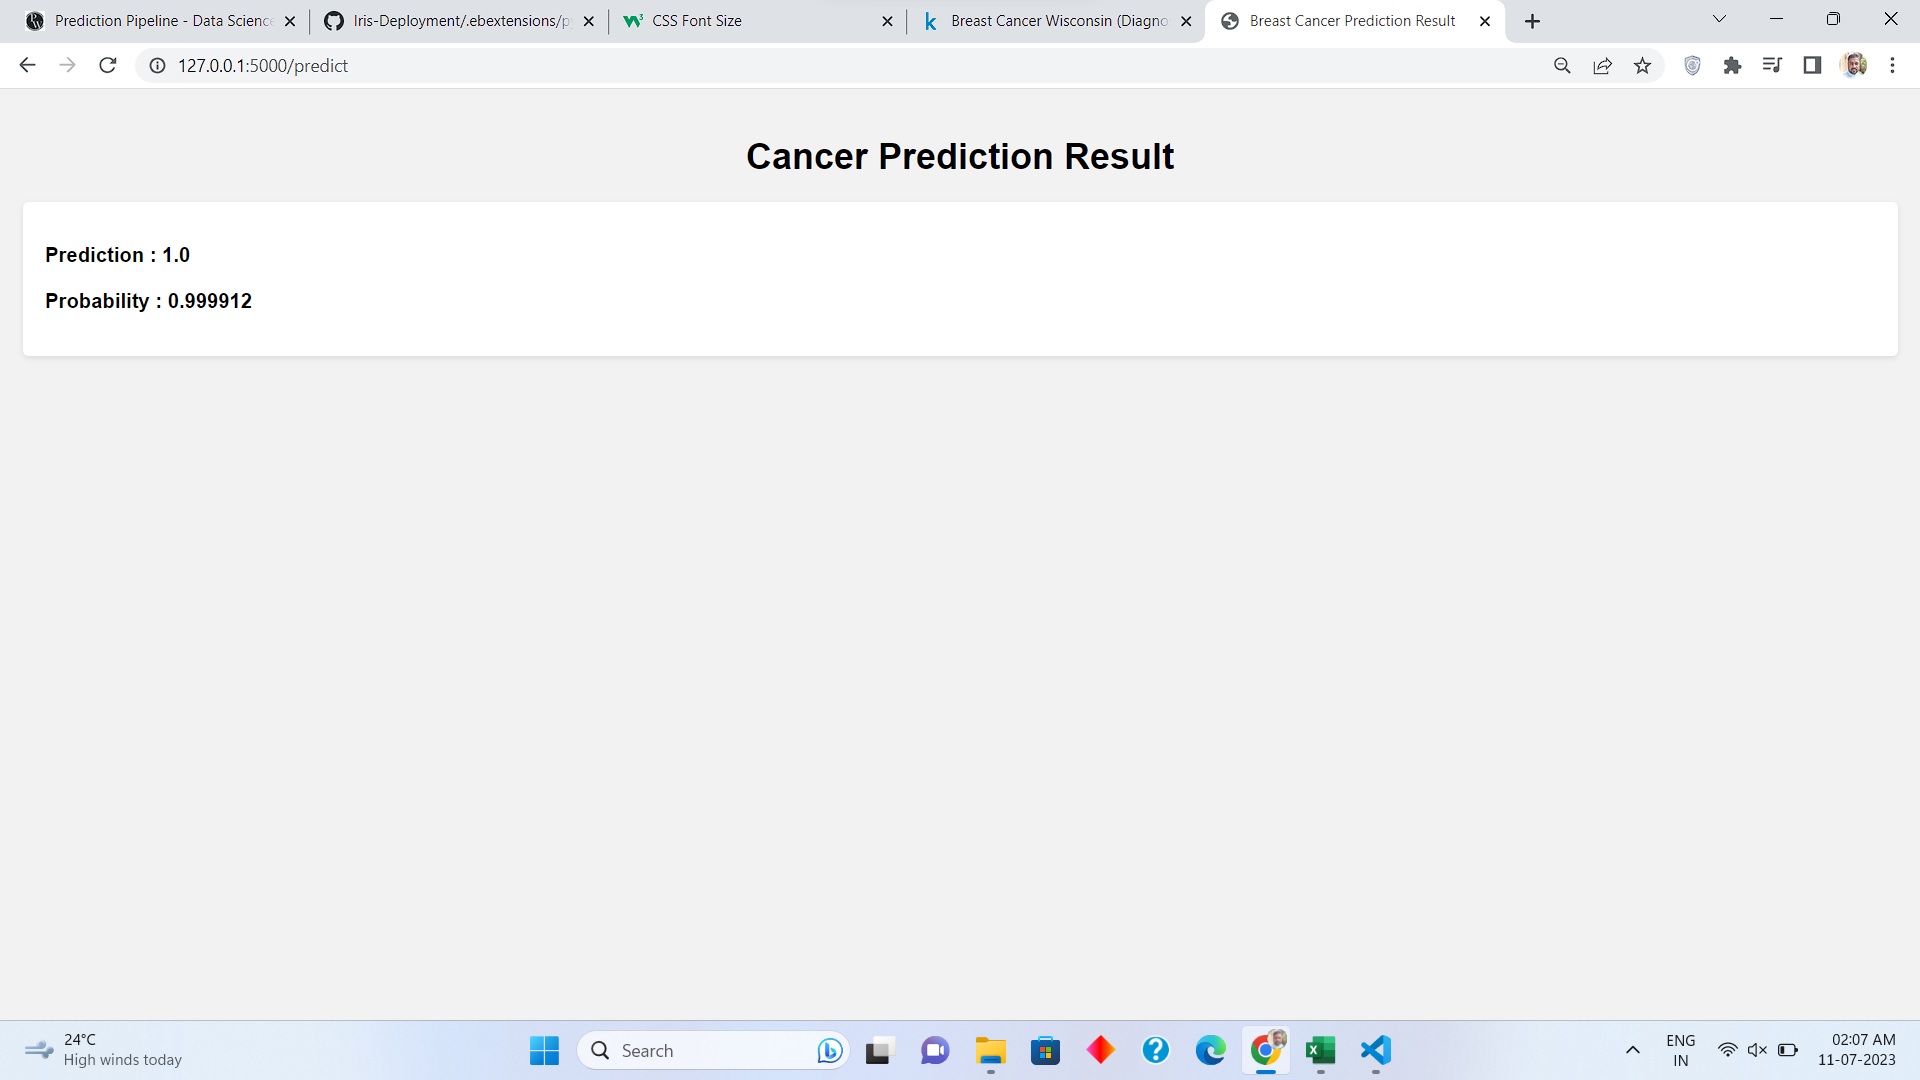 Prediction Pipeline - Data Science
Iris-Deployment/.ebextensions/p
CSS Font Size
Breast Cancer Wisconsin (Diagno
Breast Cancer Prediction Result
127.0.0.1:5000/predict
Cancer Prediction Result
Prediction : 1.0
Probability : 0.999912
24°C
High winds today
Search
ENG
IN
02:07 AM
11-07-2023